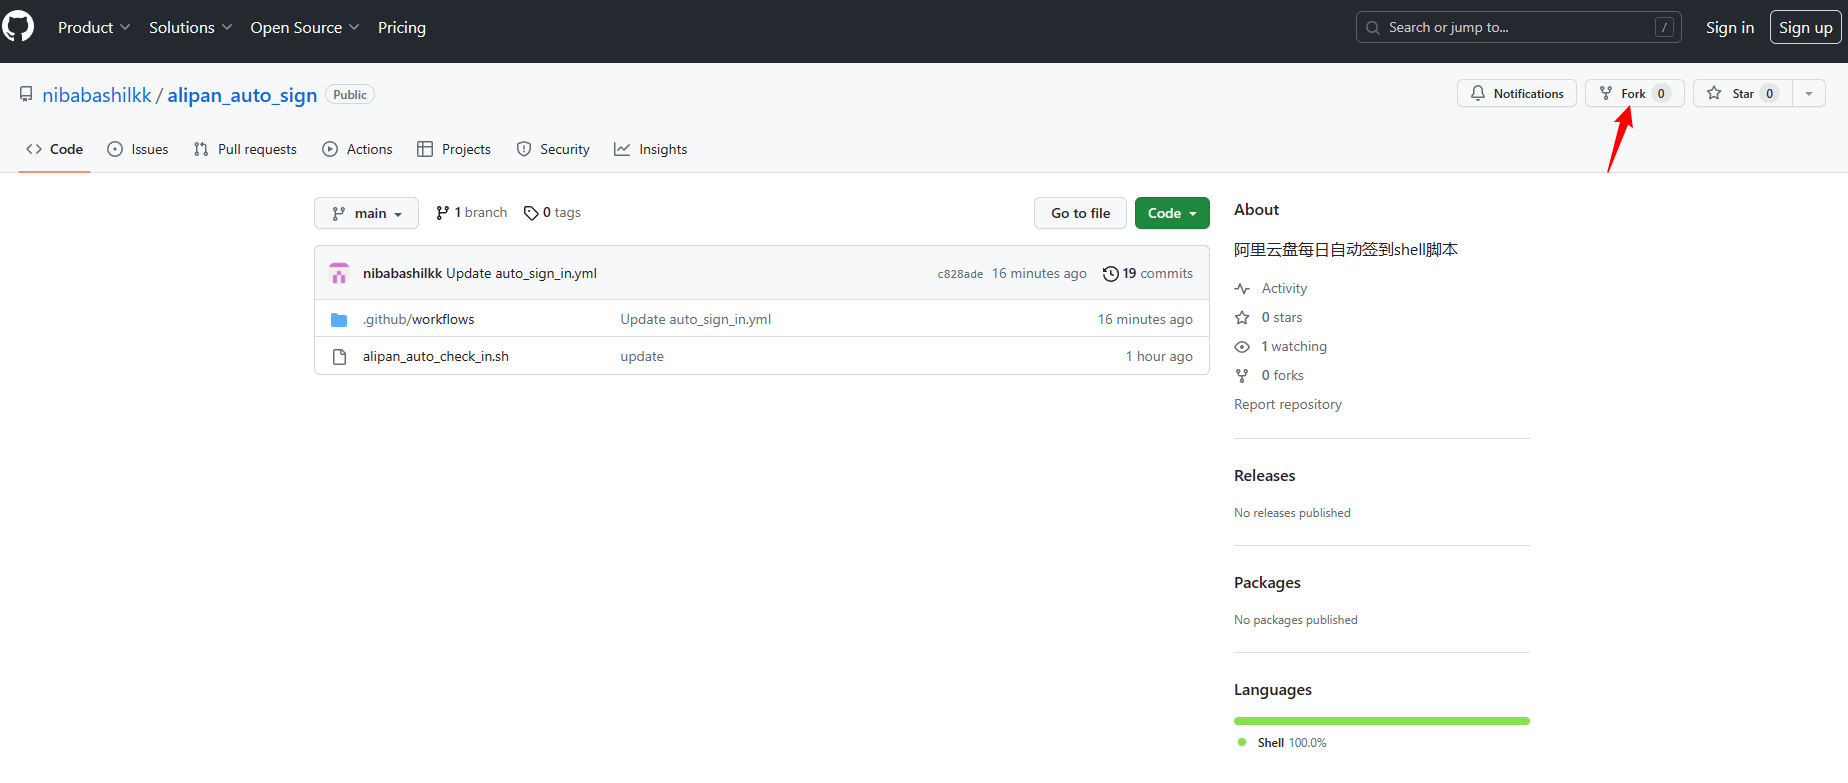 Product Solutions Open Source Pricing Search or jump to... / Sign in Sign up
nibabashilkk / alipan_auto_sign Public Notifications Fork 0 Star 0
Code Issues Pull requests Actions Projects Security Insights
main 1 branch 0 tags Go to file Code
nibabashilkk Update auto_sign_in.yml c828ade 16 minutes ago 19 commits
.github/workflows Update auto_sign_in.yml 16 minutes ago
alipan_auto_check_in.sh update 1 hour ago
About
阿里云盘每日自动签到shell脚本
Activity
0 stars
1 watching
0 forks
Report repository
Releases
No releases published
Packages
No packages published
Languages
Shell 100.0%